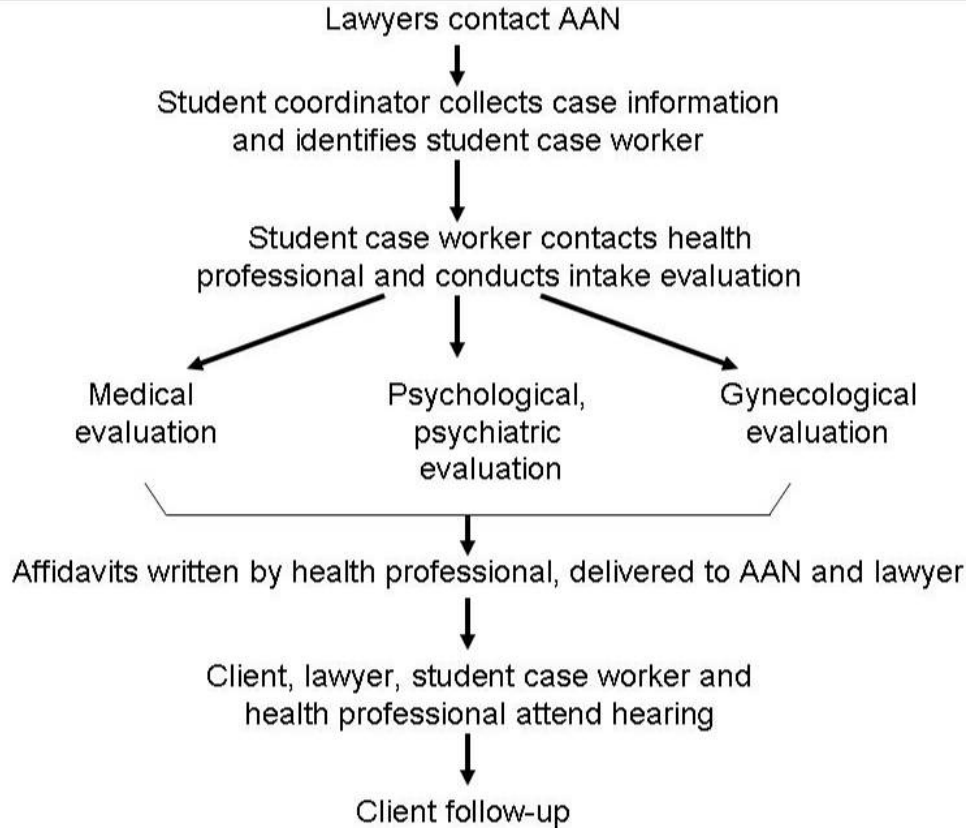 Lawyers contact AAN
Student coordinator collects case information
and identifies student case worker
Student case worker contacts health
professional and conducts intake evaluation
Medical
evaluation
Psychological,
psychiatric
evaluation
Gynecological
evaluation
Affidavits written by health professional, delivered to AAN and lawyer
Client, lawyer, student case worker and
health professional attend hearing
Client follow-up